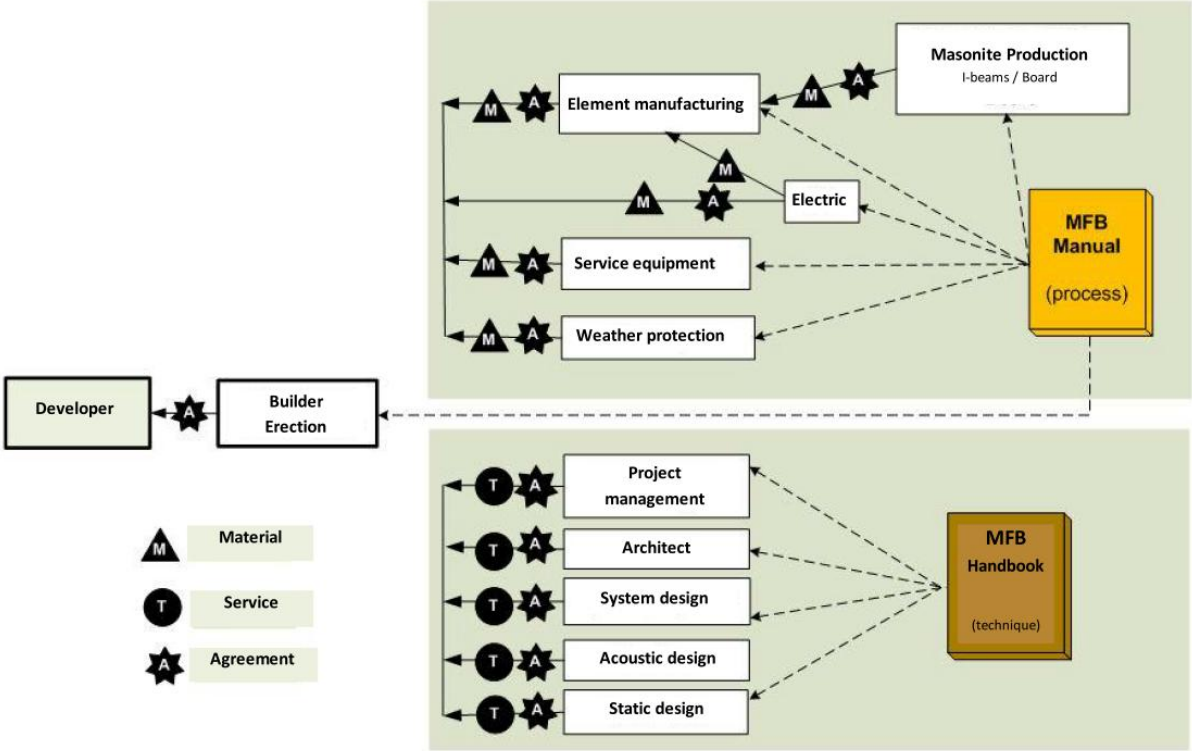 Masonite Production
I-beams / Board
M A
Element manufacturing
M A
M
Electric
M A
MFB
Manual
(process)
Service equipment
M A
Weather protection
M A
Developer
A
Builder
Erection
Project
management
T A
Architect
T A
System design
T A
Acoustic design
T A
Static design
T A
MFB
Handbook
(technique)
M Material
T Service
A Agreement